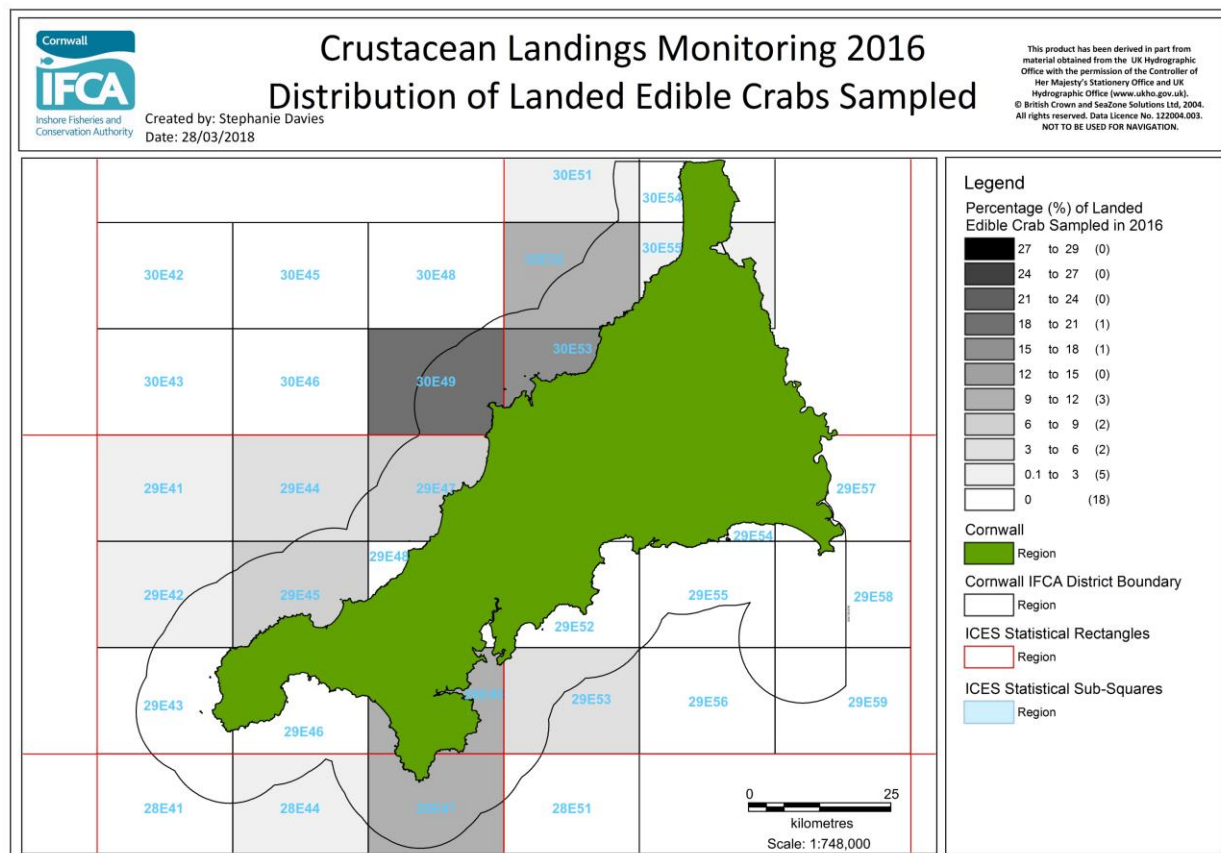 Cornwall
IFCA
Inshore Fisheries and
Conservation Authority
Crustacean Landings Monitoring 2016
Distribution of Landed Edible Crabs Sampled
Created by: Stephanie Davies
Date: 28/03/2018
This product has been derived in part from
material obtained from the UK Hydrographic
Office with the permission of the Controller of
Her Majesty's Stationery Office and UK
Hydrographic Office (www.ukho.gov.uk).
© British Crown and SeaZone Solutions Ltd, 2004.
All rights reserved. Data Licence No. 122004.003.
NOT TO BE USED FOR NAVIGATION.
30E51
30E54
30E55
30E42
30E45
30E48
30E43
30E46
30E49
30E53
29E41
29E44
29E47
29E57
29E48
29E54
29E42
29E45
29E52
29E55
29E58
29E43
29E46
29E53
29E56
29E59
28E41
28E44
28E51
0 25
kilometres
Scale: 1:748,000
Legend
Percentage (%) of Landed
Edible Crab Sampled in 2016
27 to 29 (0)
24 to 27 (0)
21 to 24 (0)
18 to 21 (1)
15 to 18 (1)
12 to 15 (0)
9 to 12 (3)
6 to 9 (2)
3 to 6 (2)
0.1 to 3 (5)
0 (18)
Cornwall
Region
Cornwall IFCA District Boundary
Region
ICES Statistical Rectangles
Region
ICES Statistical Sub-Squares
Region